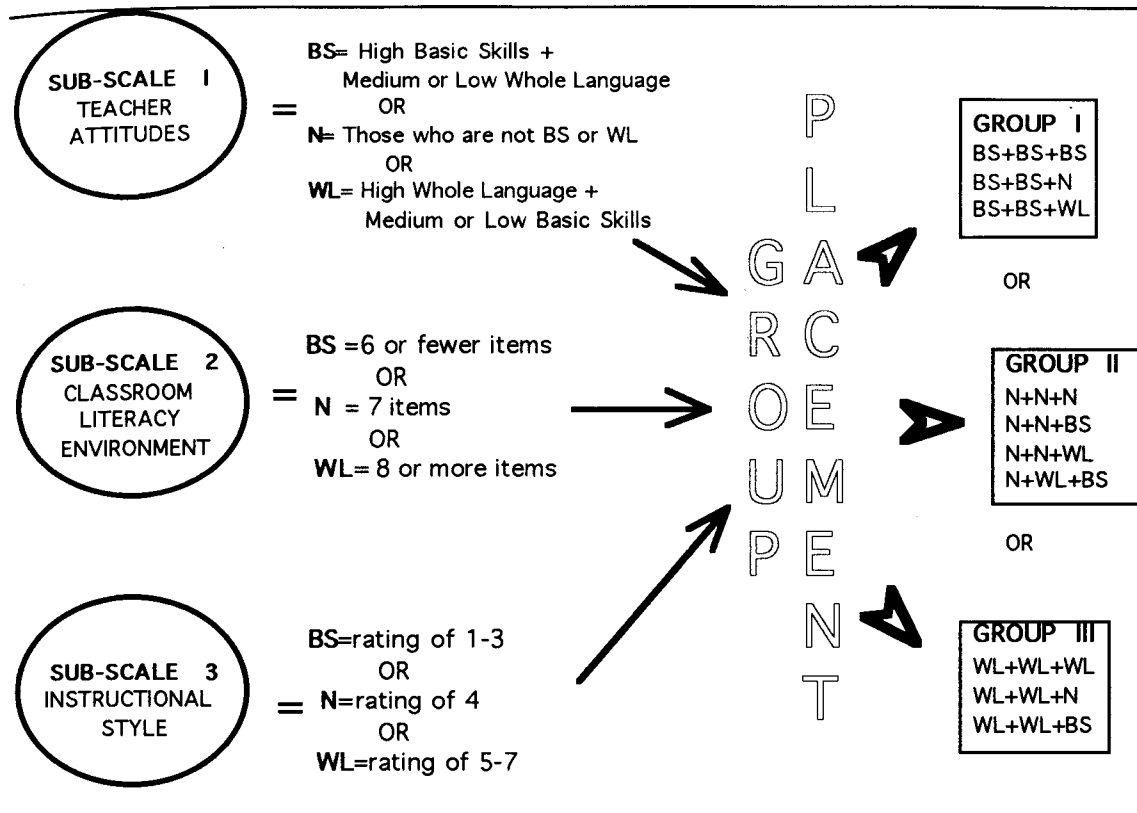 SUB-SCALE 1
TEACHER
ATTITUDES
=
BS= High Basic Skills +
Medium or Low Whole Language
OR
N= Those who are not BS or WL
OR
WL= High Whole Language +
Medium or Low Basic Skills
SUB-SCALE 2
CLASSROOM
LITERACY
ENVIRONMENT
=
BS =6 or fewer items
OR
N = 7 items
OR
WL= 8 or more items
SUB-SCALE 3
INSTRUCTIONAL
STYLE
=
BS=rating of 1-3
OR
N=rating of 4
OR
WL=rating of 5-7
GROUP
PLACEMENT
GROUP I
BS+BS+BS
BS+BS+N
BS+BS+WL
OR
GROUP II
N+N+N
N+N+BS
N+N+WL
N+WL+BS
OR
GROUP III
WL+WL+WL
WL+WL+N
WL+WL+BS